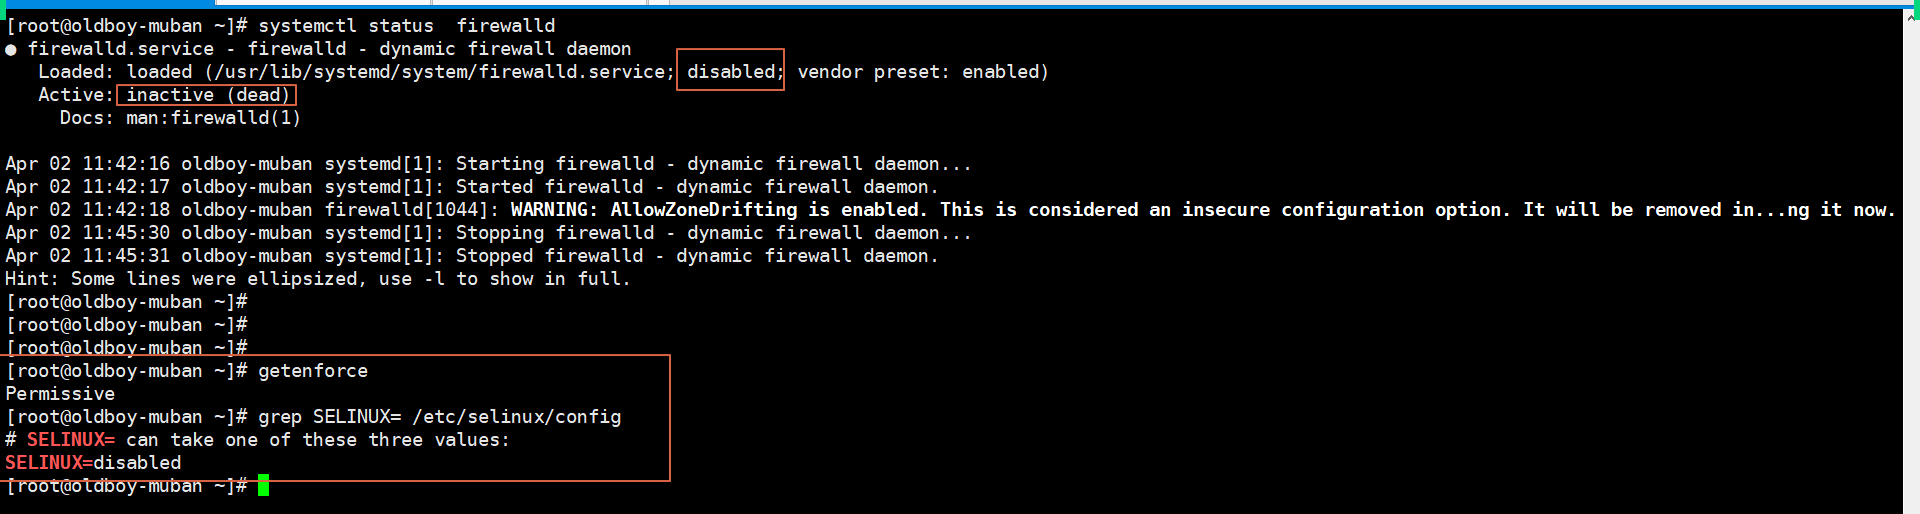 [root@oldboy-muban ~]# systemctl status  firewalld
● firewalld.service - firewalld - dynamic firewall daemon
   Loaded: loaded (/usr/lib/systemd/system/firewalld.service; disabled; vendor preset: enabled)
   Active: inactive (dead)
     Docs: man:firewalld(1)

Apr 02 11:42:16 oldboy-muban systemd[1]: Starting firewalld - dynamic firewall daemon...
Apr 02 11:42:17 oldboy-muban systemd[1]: Started firewalld - dynamic firewall daemon.
Apr 02 11:42:18 oldboy-muban firewalld[1044]: WARNING: AllowZoneDrifting is enabled. This is considered an insecure configuration option. It will be removed in...ng it now.
Apr 02 11:45:30 oldboy-muban systemd[1]: Stopping firewalld - dynamic firewall daemon...
Apr 02 11:45:31 oldboy-muban systemd[1]: Stopped firewalld - dynamic firewall daemon.
Hint: Some lines were ellipsized, use -l to show in full.
[root@oldboy-muban ~]#
[root@oldboy-muban ~]#
[root@oldboy-muban ~]#
[root@oldboy-muban ~]# getenforce
Permissive
[root@oldboy-muban ~]# grep SELINUX= /etc/selinux/config
# SELINUX= can take one of these three values:
SELINUX=disabled
[root@oldboy-muban ~]#